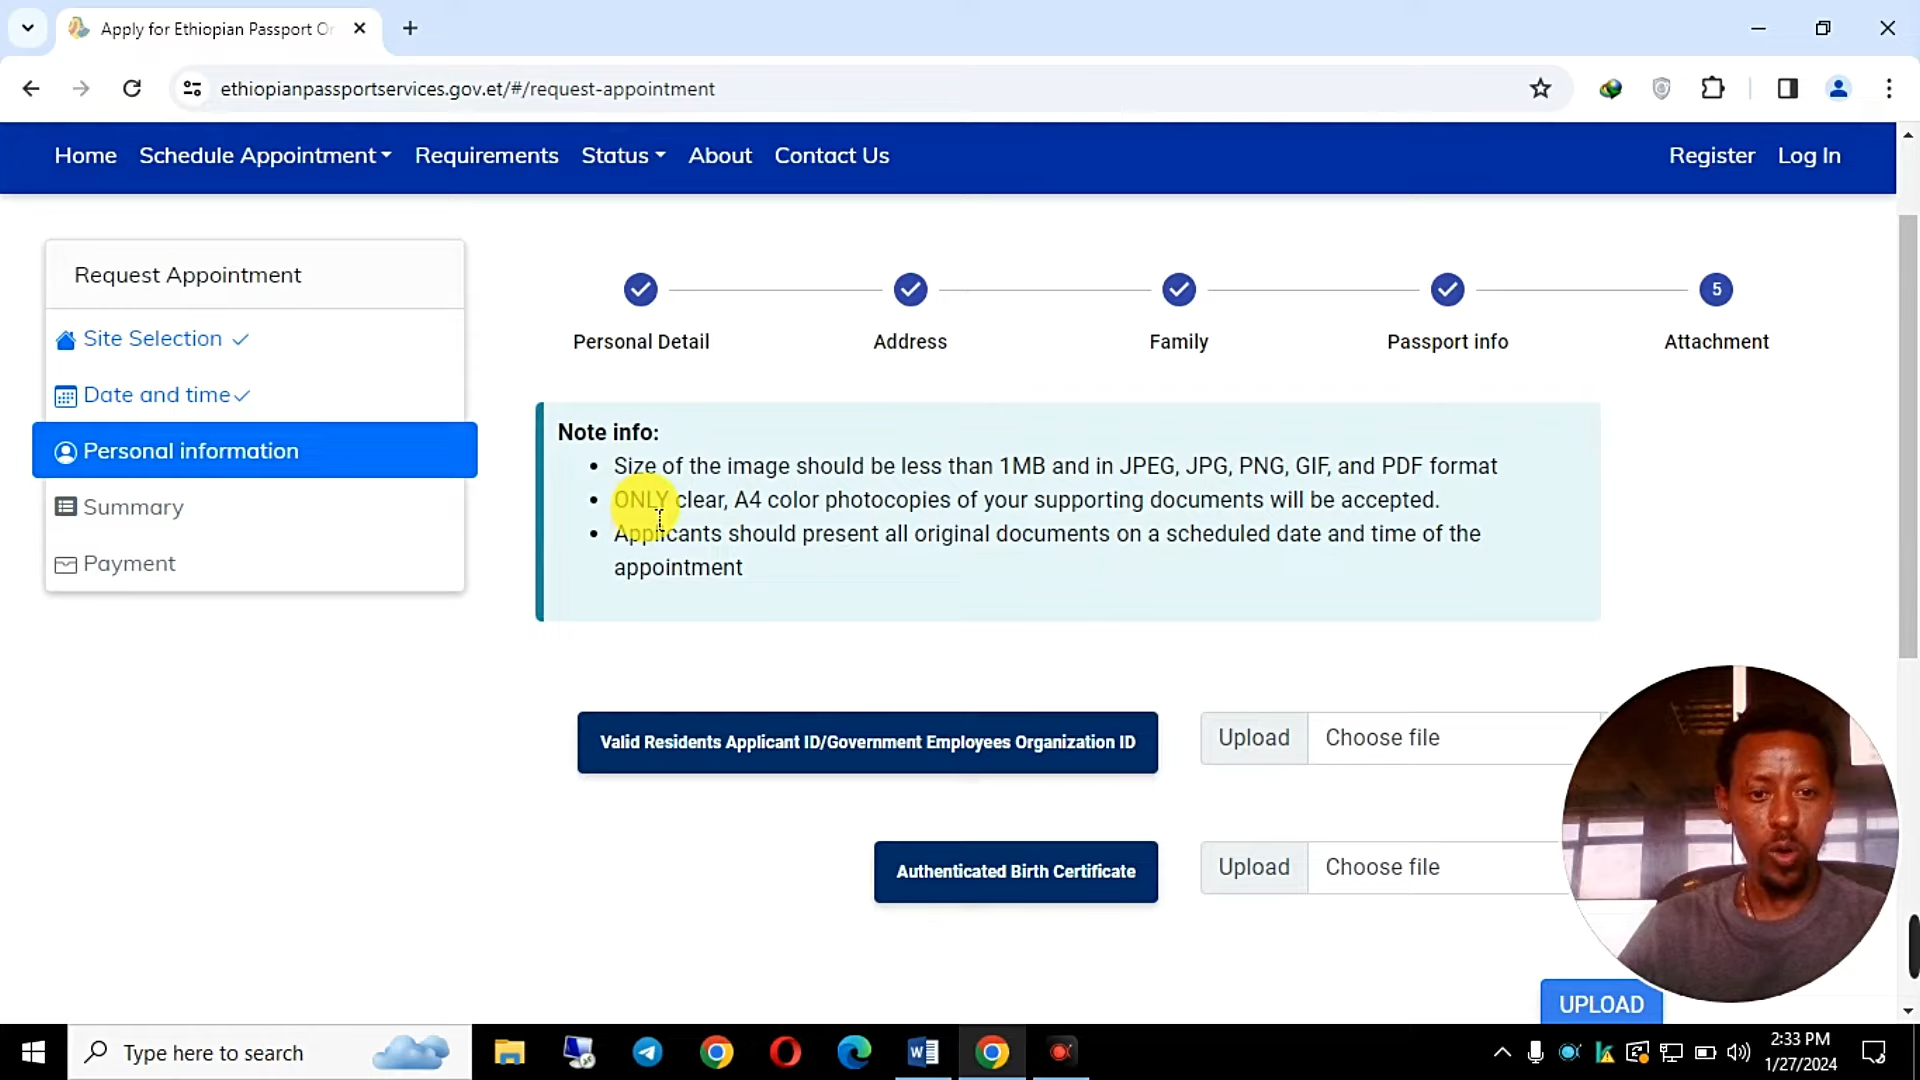 Apply for Ethiopian Passport Or
ethiopianpassportservices.gov.et/#/request-appointment
Home Schedule Appointment Requirements Status About Contact Us Register Log In
Request Appointment
Site Selection
Date and time
Personal information
Summary
Payment
5
Personal Detail Address Family Passport info Attachment
Note info:
• Size of the image should be less than 1MB and in JPEG, JPG, PNG, GIF, and PDF format
• ONLY clear, A4 color photocopies of your supporting documents will be accepted.
• Applicants should present all original documents on a scheduled date and time of the
appointment
Valid Residents Applicant ID/Government Employees Organization ID Upload Choose file
Authenticated Birth Certificate Upload Choose file
UPLOAD
Type here to search
2:33 PM
1/27/2024